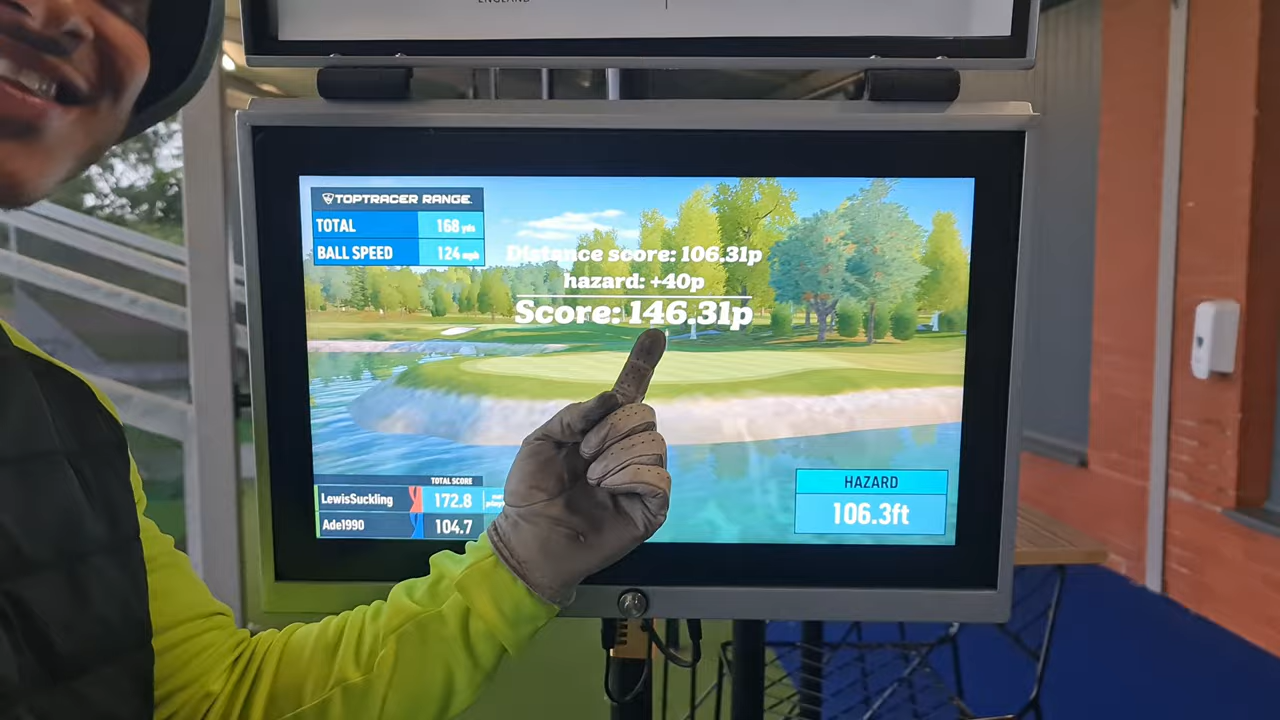 ENGLAND
TOPTRACER RANGE
TOTAL 168 yds
BALL SPEED 124 mph
Distance score: 106.31p
hazard: +40p
Score: 146.31p
TOTAL SCORE
LewisSuckling 172.8
Ade1990 104.7
HAZARD
106.3ft